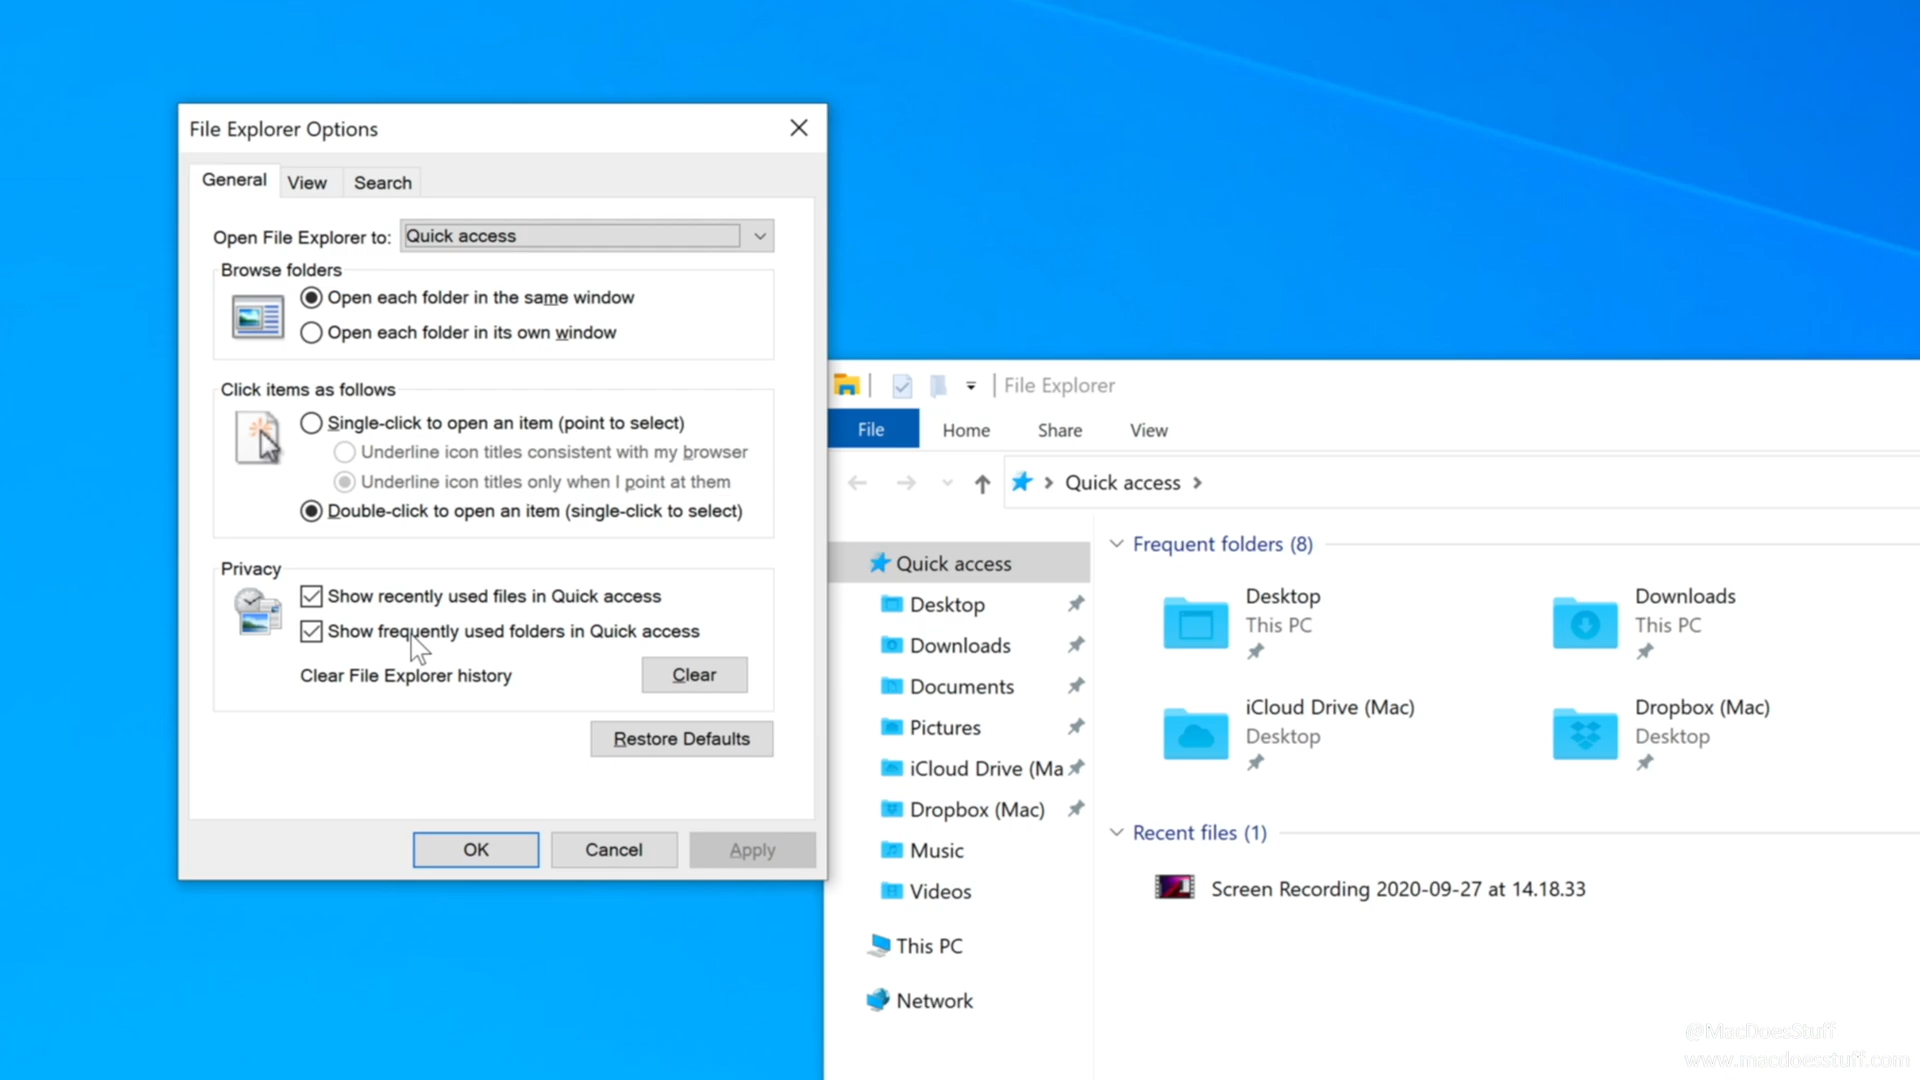 File Explorer Options
General
View
Search
Open File Explorer to:
Quick access
Browse folders
Open each folder in the same window
Open each folder in its own window
Click items as follows
Single-click to open an item (point to select)
Underline icon titles consistent with my browser
Underline icon titles only when I point at them
Double-click to open an item (single-click to select)
Privacy
Show recently used files in Quick access
Show frequently used folders in Quick access
Clear File Explorer history
Clear
Restore Defaults
OK
Cancel
Apply
File Explorer
File
Home
Share
View
Quick access
Quick access
Desktop
Downloads
Documents
Pictures
iCloud Drive (Ma
Dropbox (Mac)
Music
Videos
This PC
Network
Frequent folders (8)
Desktop
This PC
Downloads
This PC
iCloud Drive (Mac)
Desktop
Dropbox (Mac)
Desktop
Recent files (1)
Screen Recording 2020-09-27 at 14.18.33
@MacDoesStuff
www.macdoesstuff.com